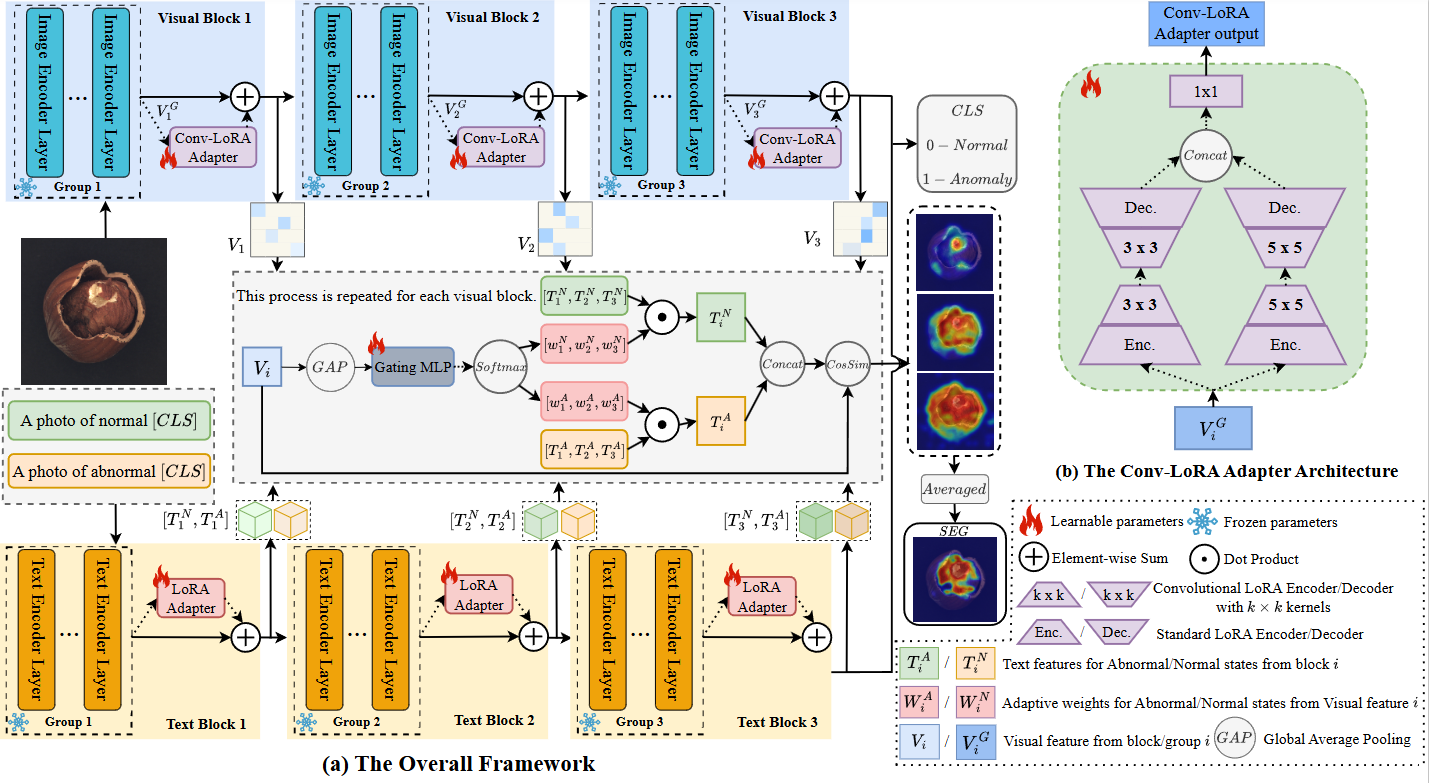 Visual Block 1
Visual Block 2
Visual Block 3
Image Encoder Layer
Image Encoder Layer
...
Image Encoder Layer
Image Encoder Layer
...
Image Encoder Layer
Image Encoder Layer
...
V_1^G
V_2^G
V_3^G
Conv-LoRA
Adapter
Conv-LoRA
Adapter
Conv-LoRA
Adapter
Group 1
Group 2
Group 3
V_1
V_2
V_3
CLS
0 – Normal
1 – Anomaly
This process is repeated for each visual block.
[T_1^N, T_2^N, T_3^N]
[w_1^N, w_2^N, w_3^N]
T_i^N
V_i
GAP
Gating MLP
Softmax
Concat
CosSim
[w_1^A, w_2^A, w_3^A]
[T_1^A, T_2^A, T_3^A]
T_i^A
A photo of normal [CLS]
A photo of abnormal [CLS]
[T_1^N, T_1^A]
[T_2^N, T_2^A]
[T_3^N, T_3^A]
Averaged
SEG
Text Encoder Layer
Text Encoder Layer
...
Text Encoder Layer
Text Encoder Layer
...
Text Encoder Layer
Text Encoder Layer
...
LoRA
Adapter
LoRA
Adapter
LoRA
Adapter
Group 1
Text Block 1
Group 2
Text Block 2
Group 3
Text Block 3
(a) The Overall Framework
Conv-LoRA
Adapter output
1x1
Concat
Dec.
Dec.
3 x 3
5 x 5
3 x 3
5 x 5
Enc.
Enc.
V_i^G
(b) The Conv-LoRA Adapter Architecture
Learnable parameters
Frozen parameters
Element-wise Sum
Dot Product
k x k / k x k Convolutional LoRA Encoder/Decoder
with k × k kernels
Enc. / Dec. Standard LoRA Encoder/Decoder
T_i^A / T_i^N Text features for Abnormal/Normal states from block i
W_i^A / W_i^N Adaptive weights for Abnormal/Normal states from Visual feature i
V_i / V_i^G Visual feature from block/group i GAP Global Average Pooling